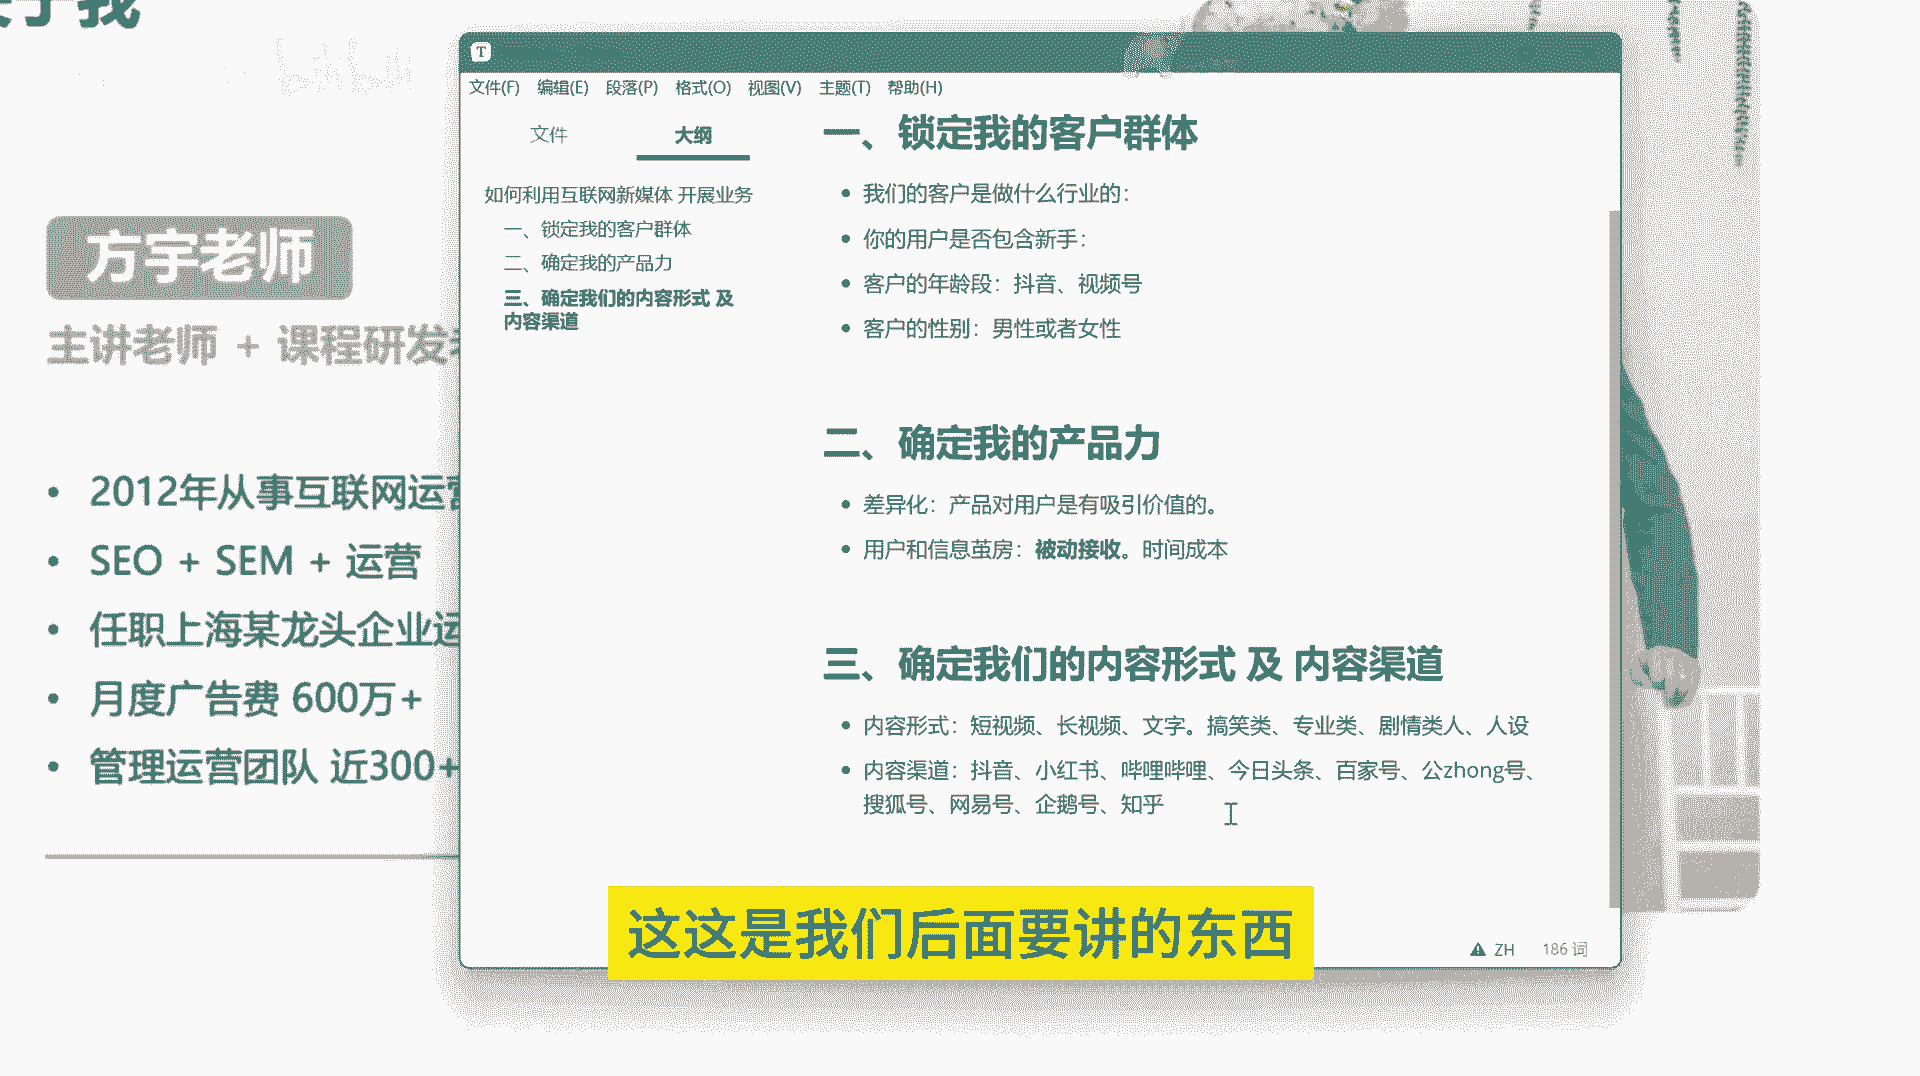 于我
bilibili
方宇老师
主讲老师 + 课程研发
2012年从事互联网运营
SEO + SEM + 运营
任职上海某龙头企业运
月度广告费 600万+
管理运营团队 近300+
T
文件(F) 编辑(E) 段落(P) 格式(O) 视图(V) 主题(T) 帮助(H)
文件 大纲
如何利用互联网新媒体 开展业务
一、锁定我的客户群体
二、确定我的产品力
三、确定我们的内容形式 及
内容渠道
一、锁定我的客户群体
我们的客户是做什么行业的：
你的用户是否包含新手：
客户的年龄段：抖音、视频号
客户的性别：男性或者女性
二、确定我的产品力
差异化：产品对用户是有吸引价值的。
用户和信息茧房：被动接收。时间成本
三、确定我们的内容形式 及 内容渠道
内容形式：短视频、长视频、文字。搞笑类、专业类、剧情类人、人设
内容渠道：抖音、小红书、哔哩哔哩、今日头条、百家号、公zhong号、
搜狐号、网易号、企鹅号、知乎
ZH 186 词
这这是我们后面要讲的东西